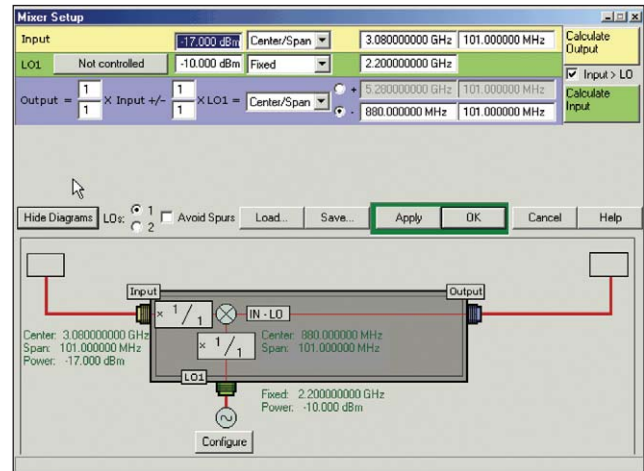 Mixer Setup
Input -17.000 dBm Center/Span 3.080000000 GHz 101.000000 MHz Calculate Output
LO1 Not controlled -10.000 dBm Fixed 2.200000000 GHz Input > LO
Output = 1/1 X Input +/- 1/1 X LO1 = Center/Span + 5.280000000 GHz 101.000000 MHz Calculate Input
- 880.000000 MHz 101.000000 MHz
Hide Diagrams LOs: 1 2 Avoid Spurs Load... Save... Apply OK Cancel Help
Input Output
× 1/1 IN - LO
Center: 3.080000000 GHz Center: 880.000000 MHz
Span: 101.000000 MHz × 1/1 Span: 101.000000 MHz
Power: -17.000 dBm
LO1
Fixed: 2.200000000 GHz
Power: -10.000 dBm
Configure